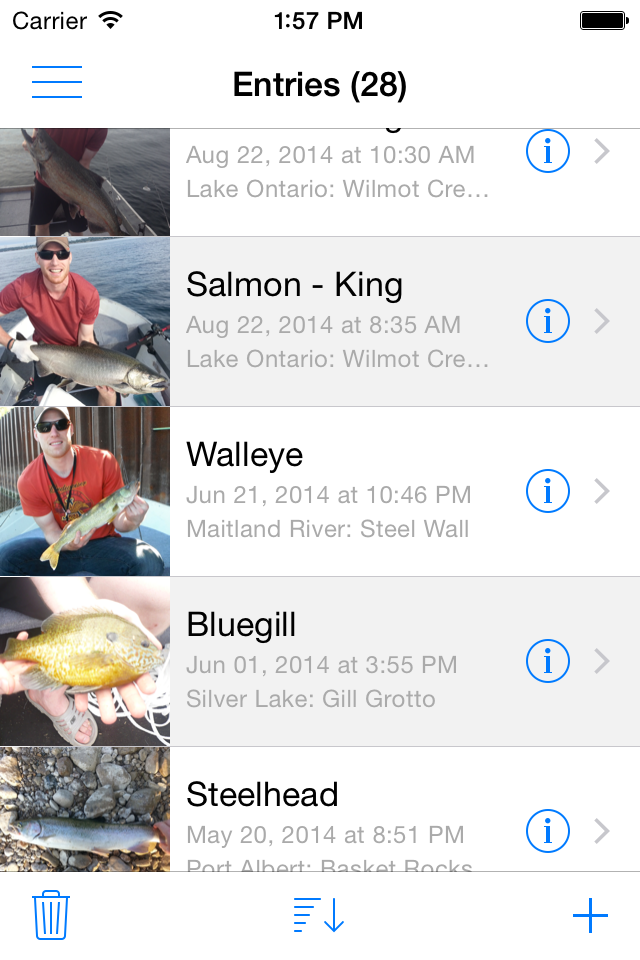 Carrier 1:57 PM
Entries (28)
Aug 22, 2014 at 10:30 AM
Lake Ontario: Wilmot Cre...
Salmon - King
Aug 22, 2014 at 8:35 AM
Lake Ontario: Wilmot Cre...
Walleye
Jun 21, 2014 at 10:46 PM
Maitland River: Steel Wall
Bluegill
Jun 01, 2014 at 3:55 PM
Silver Lake: Gill Grotto
Steelhead
May 20, 2014 at 8:51 PM
Port Albert: Basket Rocks